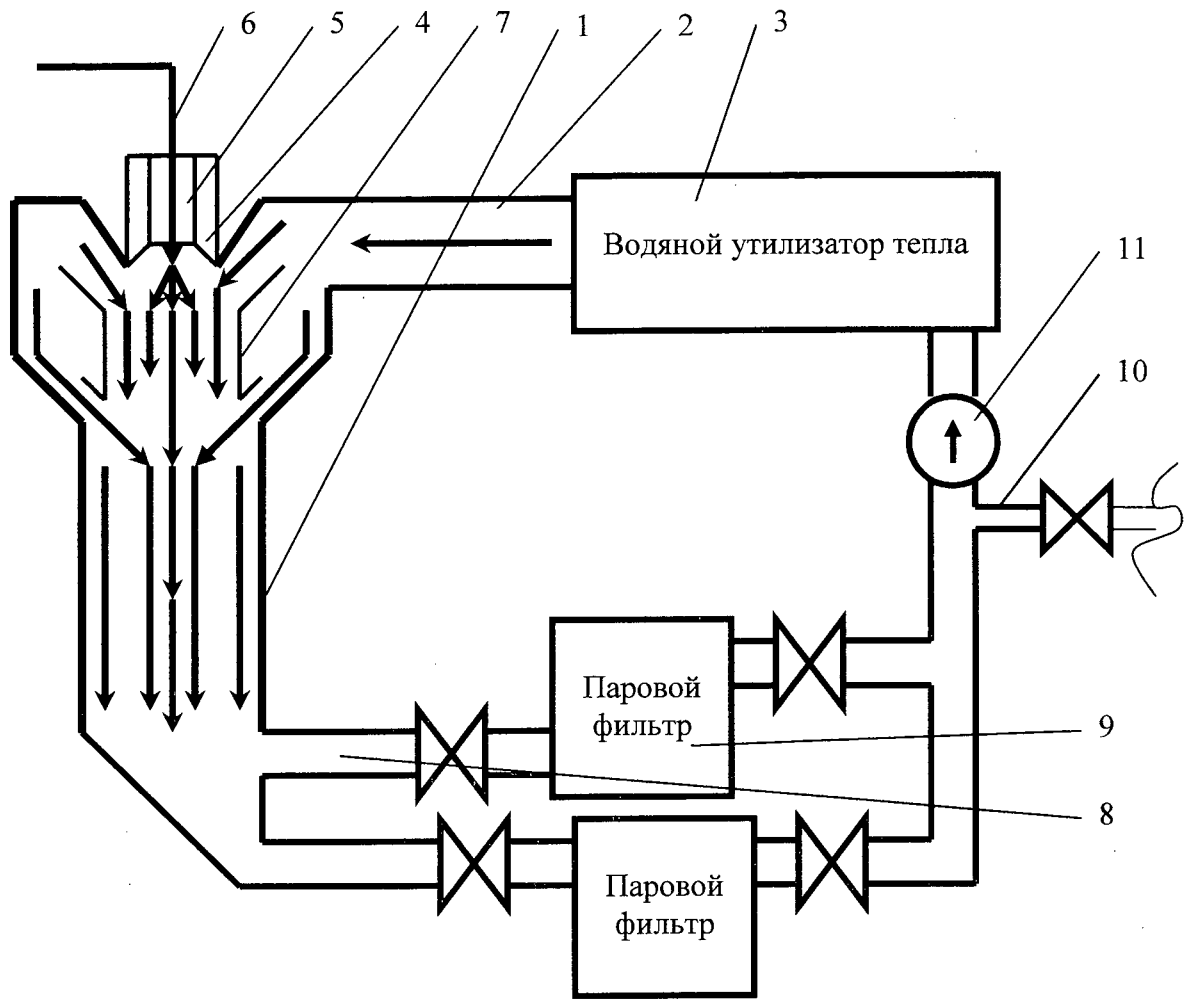 6 5 4 7 1 2 3
Водяной утилизатор тепла
11
10
Паровой
фильтр
9
8
Паровой
фильтр